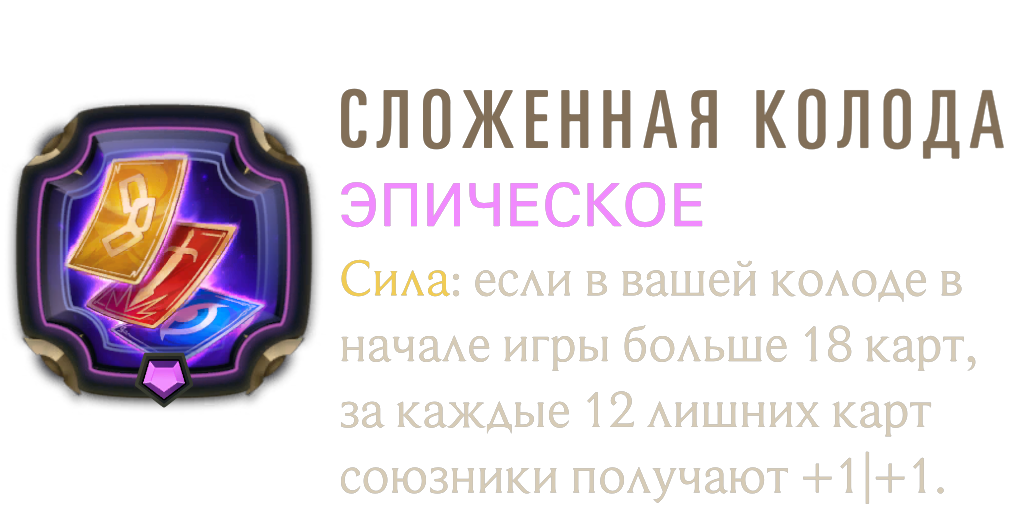 СЛОЖЕННАЯ КОЛОДА
ЭПИЧЕСКОЕ
Сила: если в вашей колоде в
начале игры больше 18 карт,
за каждые 12 лишних карт
союзники получают +1|+1.